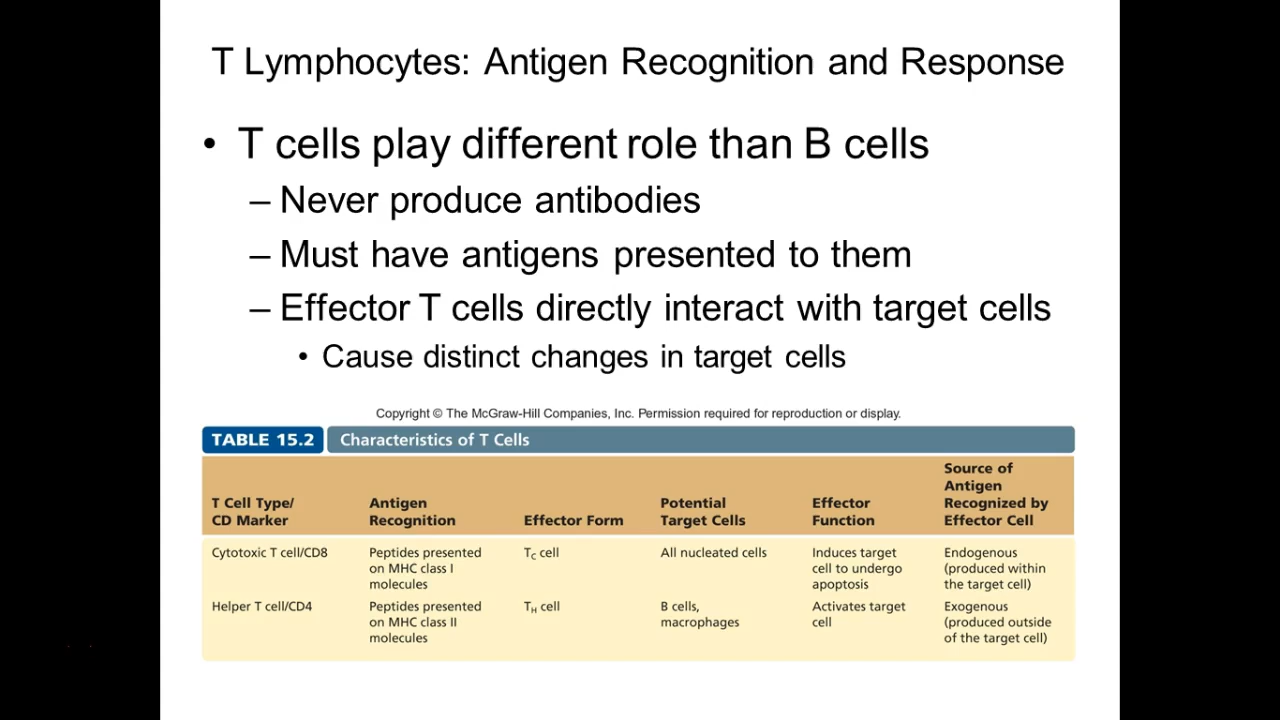 T Lymphocytes: Antigen Recognition and Response
• T cells play different role than B cells
– Never produce antibodies
– Must have antigens presented to them
– Effector T cells directly interact with target cells
• Cause distinct changes in target cells
Copyright © The McGraw-Hill Companies, Inc. Permission required for reproduction or display.
TABLE 15.2 Characteristics of T Cells
T Cell Type/
CD Marker
Antigen
Recognition
Effector Form
Potential
Target Cells
Effector
Function
Source of
Antigen
Recognized by
Effector Cell
Cytotoxic T cell/CD8
Peptides presented
on MHC class I
molecules
TC cell
All nucleated cells
Induces target
cell to undergo
apoptosis
Endogenous
(produced within
the target cell)
Helper T cell/CD4
Peptides presented
on MHC class II
molecules
TH cell
B cells,
macrophages
Activates target
cell
Exogenous
(produced outside
of the target cell)